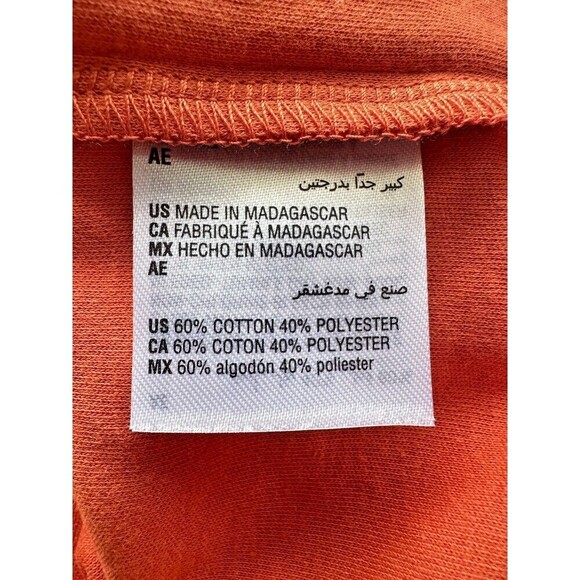 AE
كبير جدًا بدرجتين
US MADE IN MADAGASCAR
CA FABRIQUÉ À MADAGASCAR
MX HECHO EN MADAGASCAR
AE
صنع في مدغشقر
US 60% COTTON 40% POLYESTER
CA 60% COTON 40% POLYESTER
MX 60% algodón 40% poliester